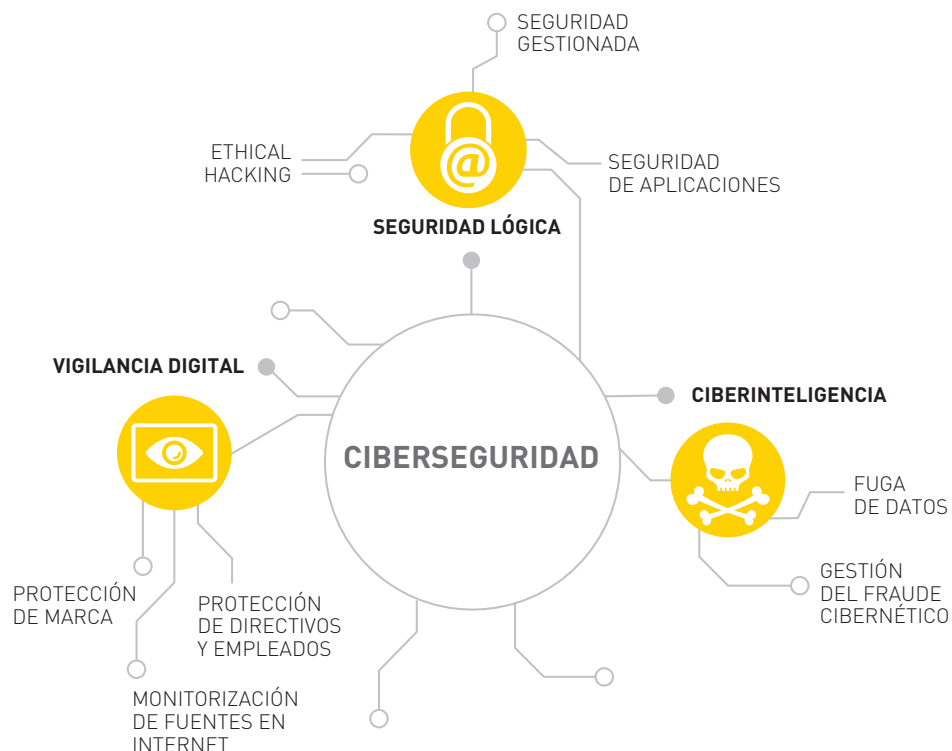 SEGURIDAD
GESTIONADA
ETHICAL
HACKING
@
SEGURIDAD
DE APLICACIONES
SEGURIDAD LÓGICA
VIGILANCIA DIGITAL
CIBERINTELIGENCIA
CIBERSEGURIDAD
FUGA
DE DATOS
GESTIÓN
DEL FRAUDE
CIBERNÉTICO
PROTECCIÓN
DE MARCA
PROTECCIÓN
DE DIRECTIVOS
Y EMPLEADOS
MONITORIZACIÓN
DE FUENTES EN
INTERNET